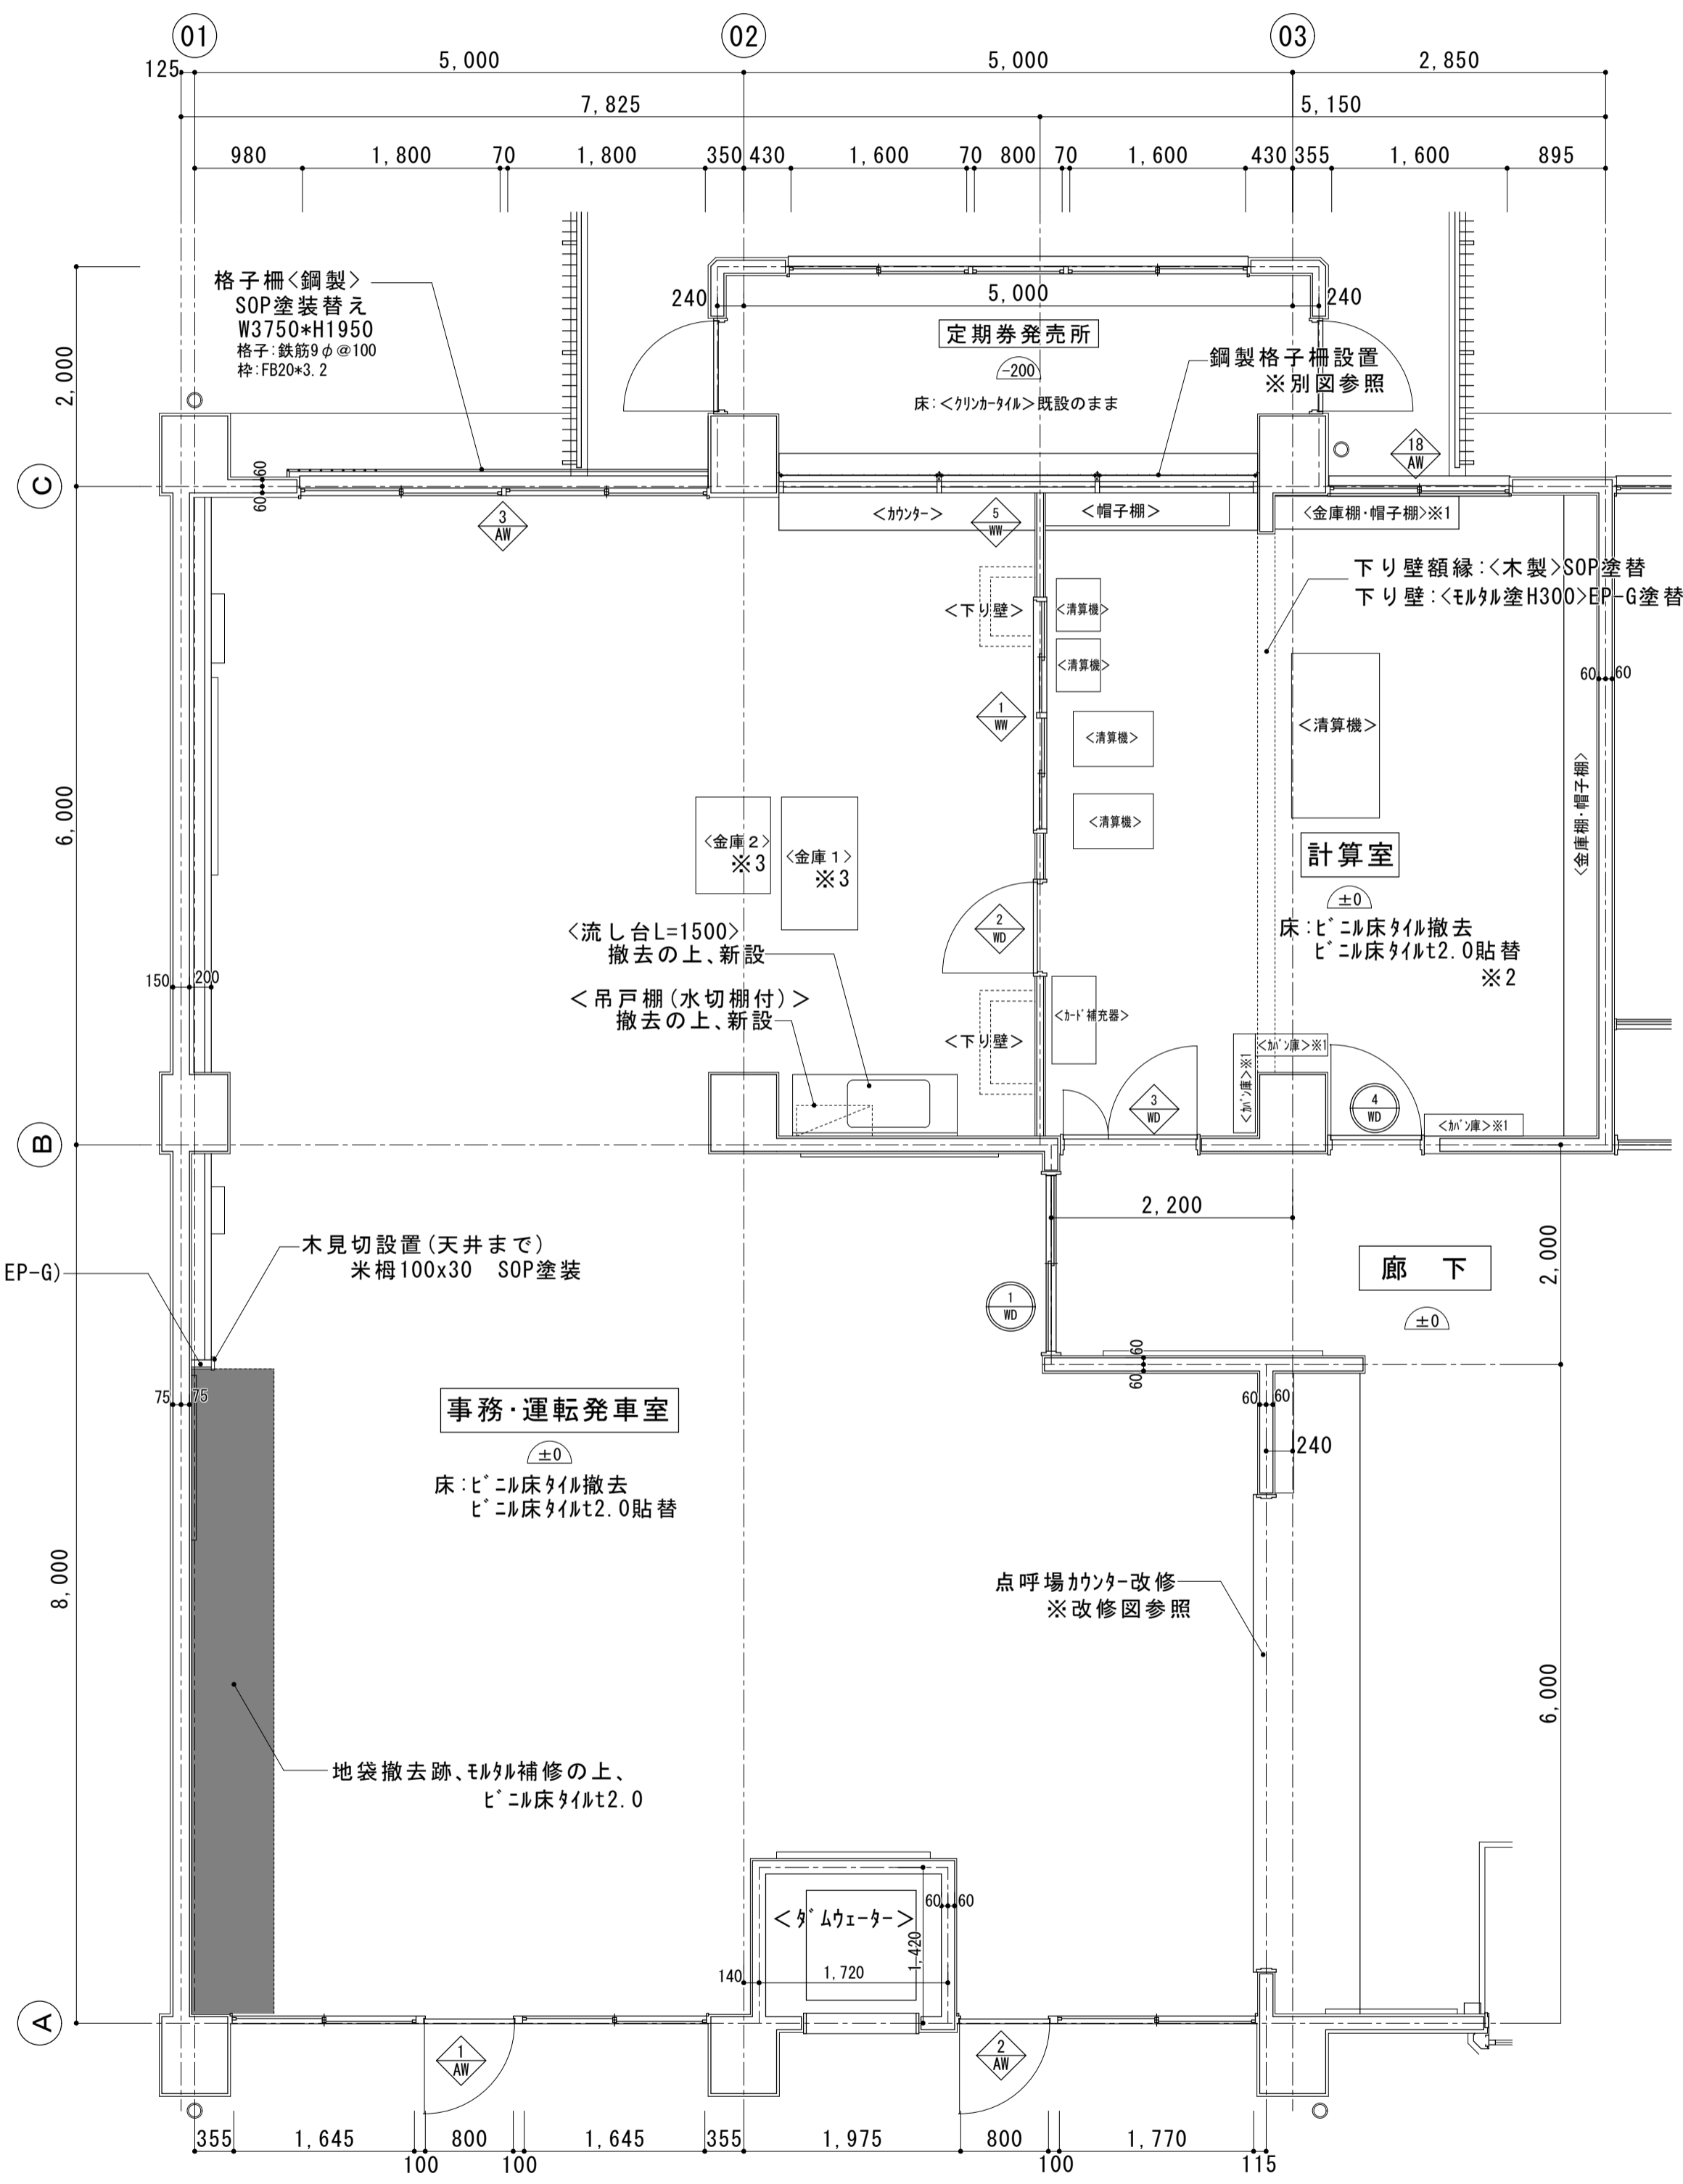 01
02
03
125
5,000
5,000
2,850
7,825
5,150
980
1,800
70
1,800
350
430
1,600
70
800
70
1,600
430
355
1,600
895
格子柵<鋼製>
SOP塗装替え
W3750*H1950
格子:鉄筋9φ@100
枠:FB20*3.2
240
5,000
240
定期券発売所
-200
床:<クリンカータイル>既設のまま
鋼製格子柵設置
※別図参照
2,000
18
AW
C
60
60
3
AW
<カウンター>
5
WW
<帽子棚>
<金庫棚・帽子棚>※1
下り壁額縁:<木製>SOP塗替
下り壁:<モルタル塗H300>EP-G塗替
<下り壁>
<清算機>
<清算機>
60
60
1
WW
<清算機>
<清算機>
<清算機>
6,000
<金庫棚・帽子棚>
<金庫2>
※3
<金庫1>
※3
計算室
±0
床:ビニル床タイル撤去
ビニル床タイルt2.0貼替
※2
2
WD
<流し台L=1500>
撤去の上、新設
150
200
<吊戸棚(水切棚付)>
撤去の上、新設
<カード補充器>
<下り壁>
<カバン庫>※1
<カバン庫>※1
3
WD
4
WD
<カバン庫>※1
B
2,200
2,000
木見切設置(天井まで)
米栂100x30 SOP塗装
EP-G)
廊 下
±0
1
WD
60
60
75
75
事務・運転発車室
±0
床:ビニル床タイル撤去
ビニル床タイルt2.0貼替
60
60
240
8,000
点呼場カウンター改修
※改修図参照
6,000
地袋撤去跡、モルタル補修の上、
ビニル床タイルt2.0
<ダムウェーター>
60
60
1,420
140
1,720
A
1
AW
2
AW
355
1,645
100
800
100
1,645
355
1,975
800
100
1,770
115